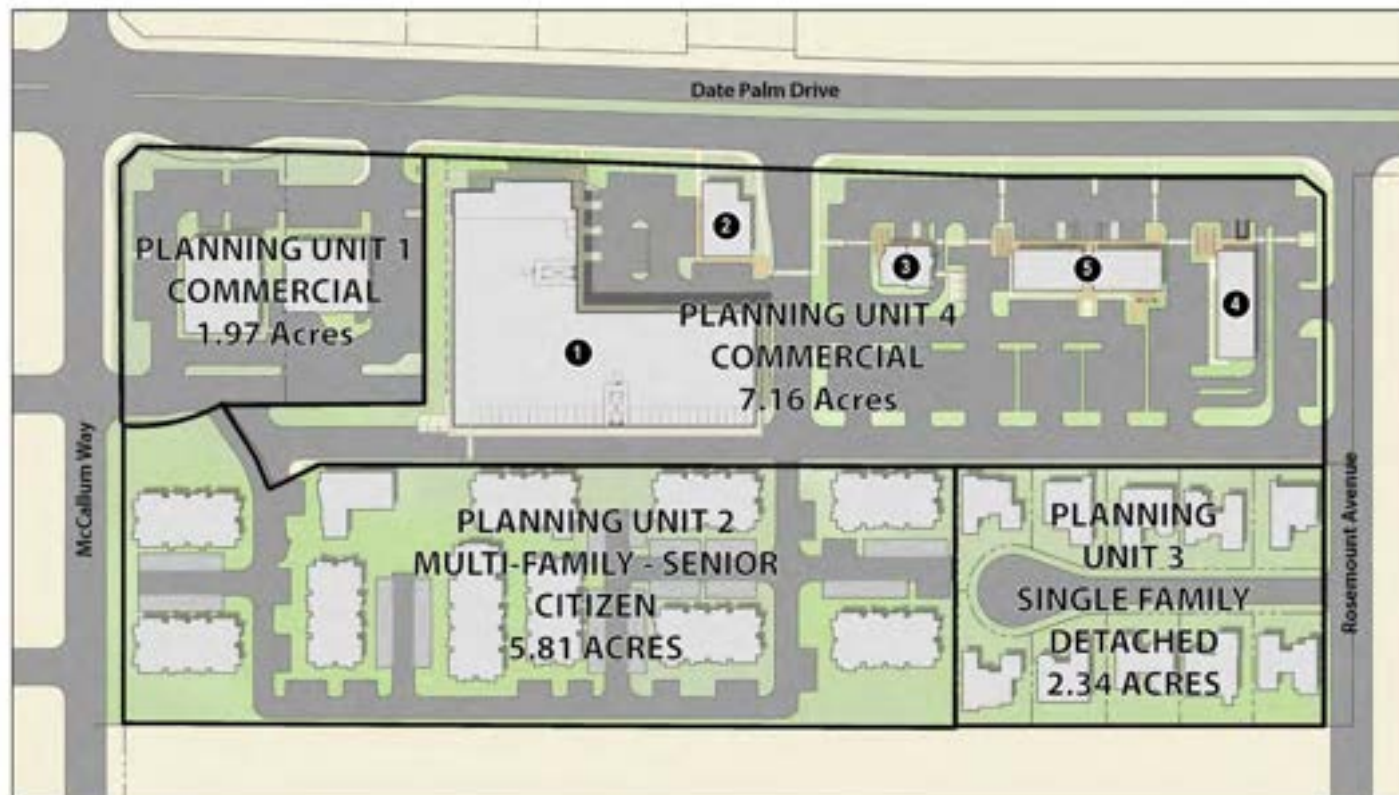 Date Palm Drive
PLANNING UNIT 1
COMMERCIAL
1.97 Acres
2
3
5
4
1
PLANNING UNIT 4
COMMERCIAL
7.16 Acres
McCallum Way
Rosemount Avenue
PLANNING UNIT 2
MULTI-FAMILY - SENIOR
CITIZEN
5.81 ACRES
PLANNING
UNIT 3
SINGLE FAMILY
DETACHED
2.34 ACRES